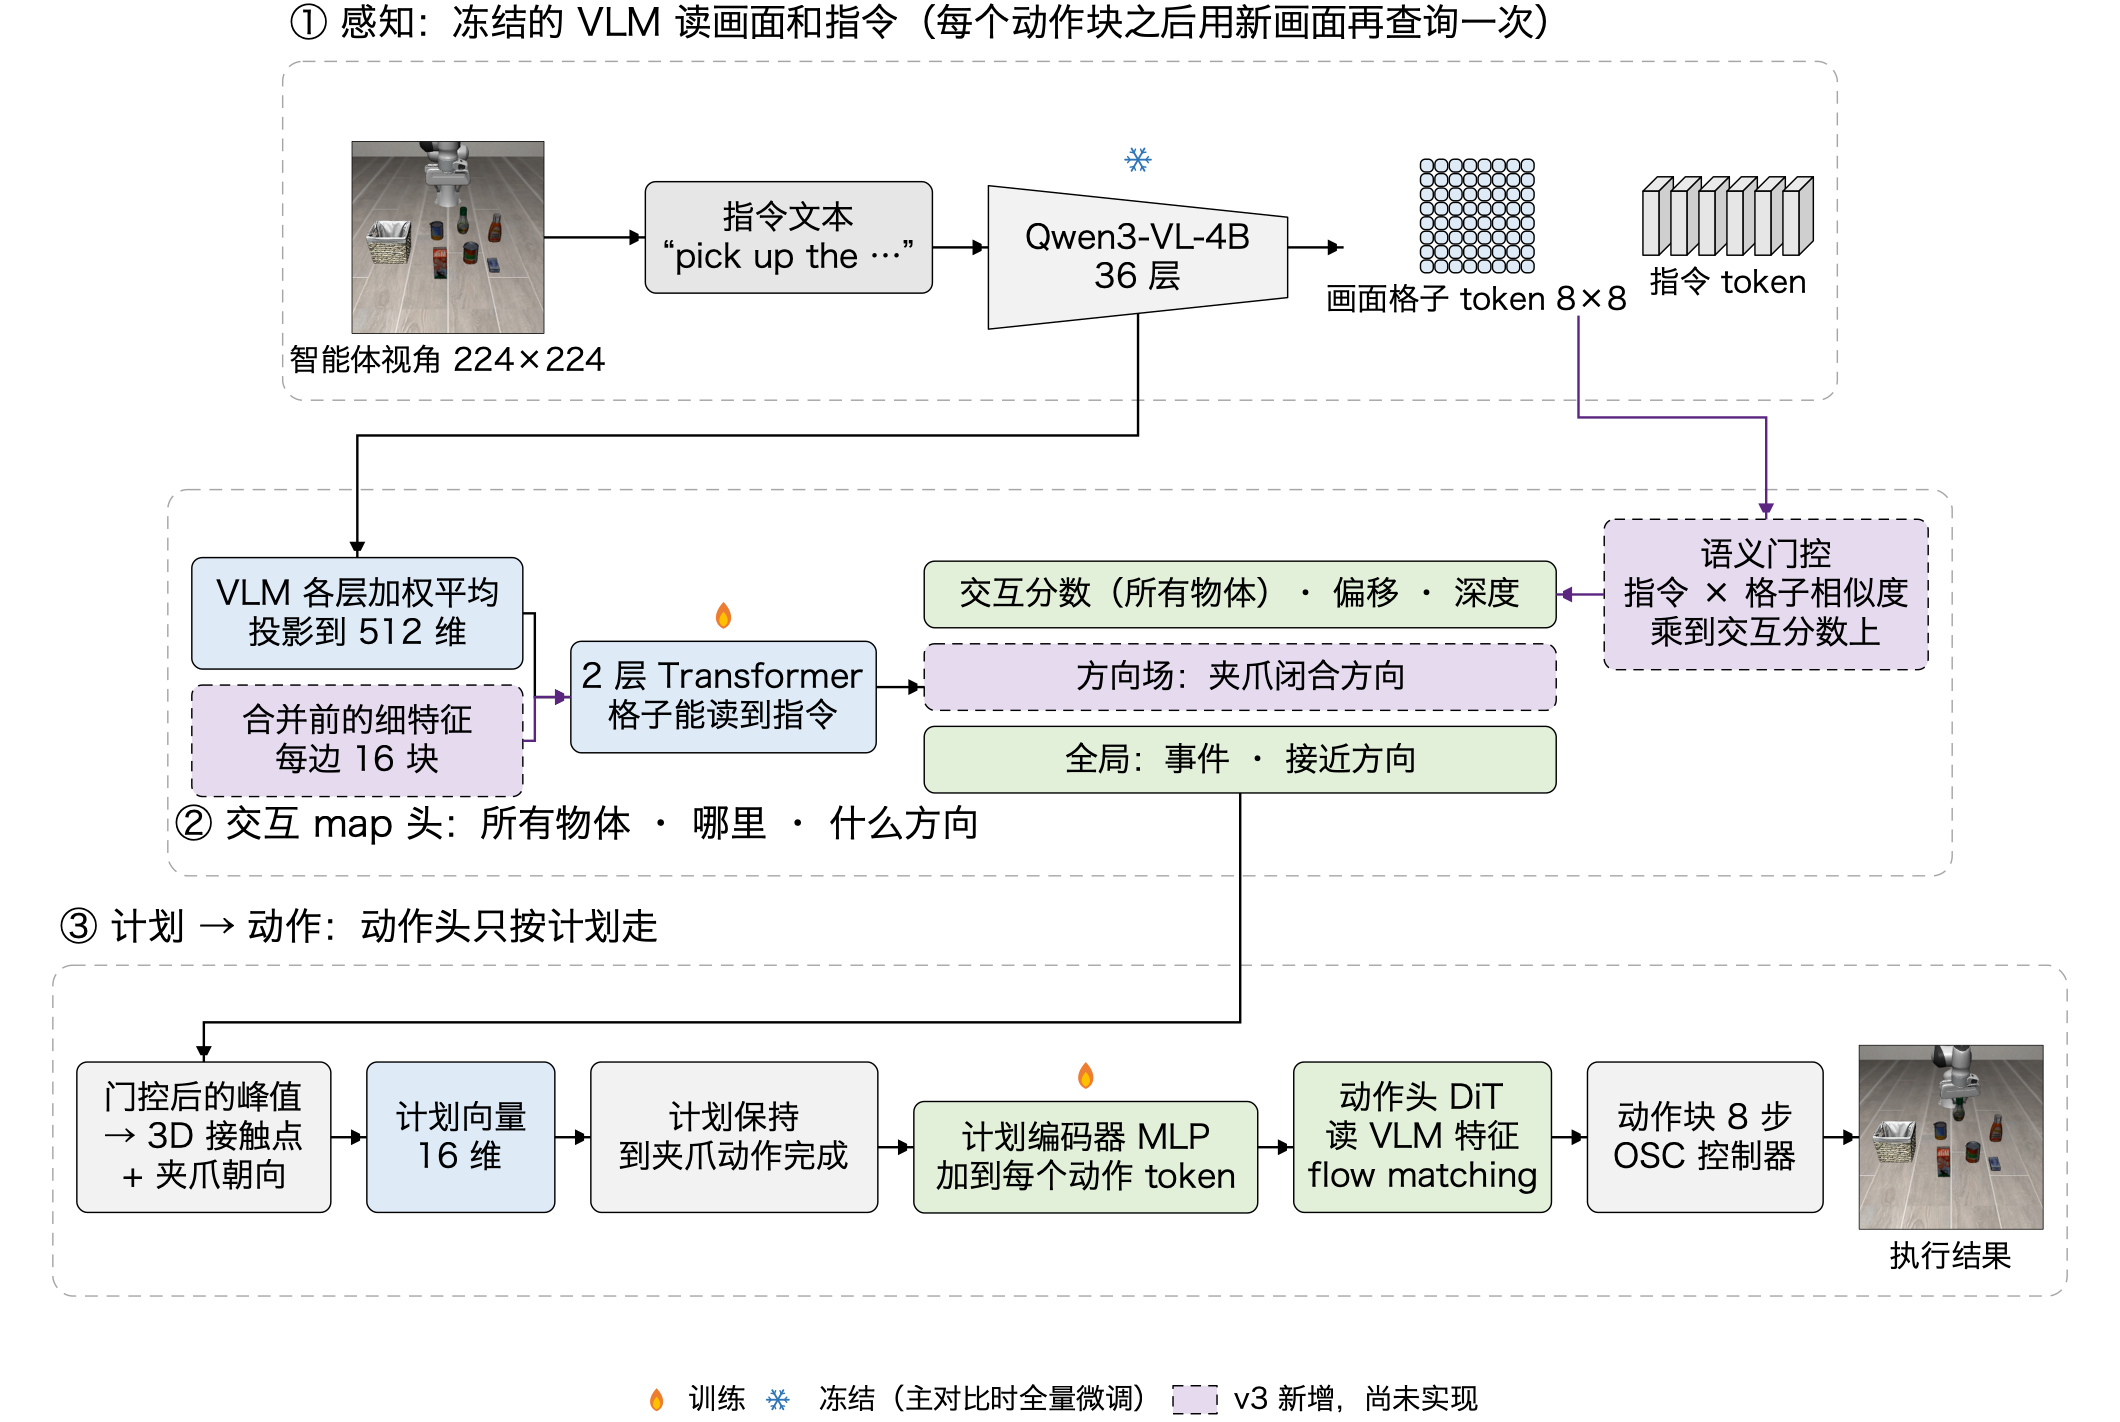 ① 感知：冻结的 VLM 读画面和指令（每个动作块之后用新画面再查询一次）
指令文本
“pick up the …”
Qwen3-VL-4B
36 层
画面格子 token 8×8
指令 token
智能体视角 224×224
VLM 各层加权平均
投影到 512 维
合并前的细特征
每边 16 块
2 层 Transformer
格子能读到指令
交互分数（所有物体） · 偏移 · 深度
方向场：夹爪闭合方向
全局：事件 · 接近方向
语义门控
指令 × 格子相似度
乘到交互分数上
② 交互 map 头：所有物体 · 哪里 · 什么方向
③ 计划 → 动作：动作头只按计划走
门控后的峰值
→ 3D 接触点
+ 夹爪朝向
计划向量
16 维
计划保持
到夹爪动作完成
计划编码器 MLP
加到每个动作 token
动作头 DiT
读 VLM 特征
flow matching
动作块 8 步
OSC 控制器
执行结果
训练 冻结（主对比时全量微调） v3 新增，尚未实现